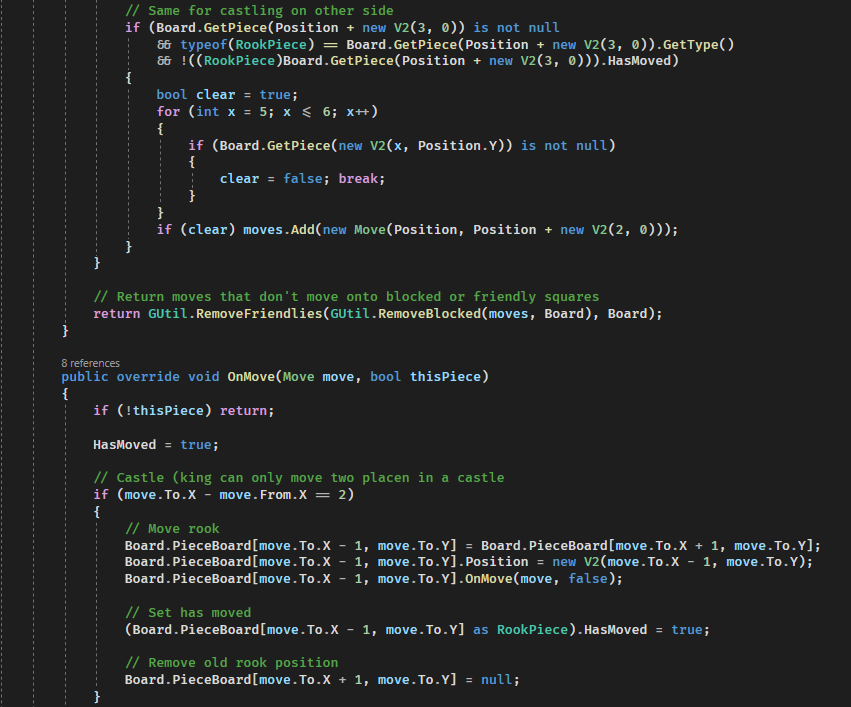 // Same for castling on other side
if (Board.GetPiece(Position + new V2(3, 0)) is not null
&& typeof(RookPiece) == Board.GetPiece(Position + new V2(3, 0)).GetType()
&& !((RookPiece)Board.GetPiece(Position + new V2(3, 0))).HasMoved)
{
bool clear = true;
for (int x = 5; x <= 6; x++)
{
if (Board.GetPiece(new V2(x, Position.Y)) is not null)
{
clear = false; break;
}
}
if (clear) moves.Add(new Move(Position, Position + new V2(2, 0)));
}
}
// Return moves that don't move onto blocked or friendly squares
return GUtil.RemoveFriendlies(GUtil.RemoveBlocked(moves, Board), Board);
}
8 references
public override void OnMove(Move move, bool thisPiece)
{
if (!thisPiece) return;
HasMoved = true;
// Castle (king can only move two placen in a castle
if (move.To.X - move.From.X == 2)
{
// Move rook
Board.PieceBoard[move.To.X - 1, move.To.Y] = Board.PieceBoard[move.To.X + 1, move.To.Y];
Board.PieceBoard[move.To.X - 1, move.To.Y].Position = new V2(move.To.X - 1, move.To.Y);
Board.PieceBoard[move.To.X - 1, move.To.Y].OnMove(move, false);
// Set has moved
(Board.PieceBoard[move.To.X - 1, move.To.Y] as RookPiece).HasMoved = true;
// Remove old rook position
Board.PieceBoard[move.To.X + 1, move.To.Y] = null;
}